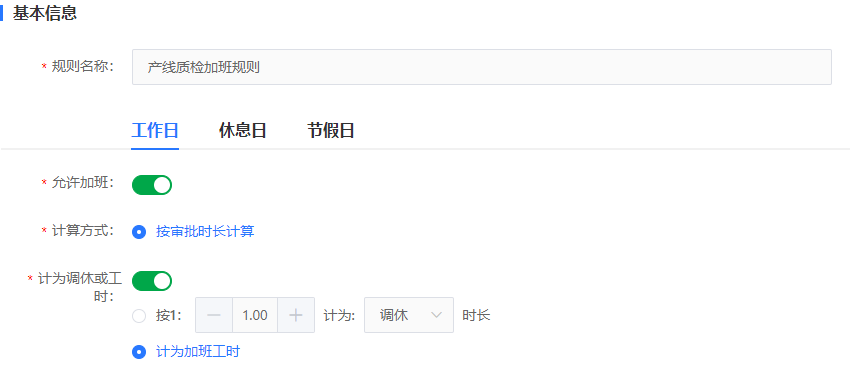 基本信息
* 规则名称： 产线质检加班规则
工作日 休息日 节假日
* 允许加班：
* 计算方式： 按审批时长计算
* 计为调休或工
时：
按1： — 1.00 + 计为: 调休 时长
计为加班工时